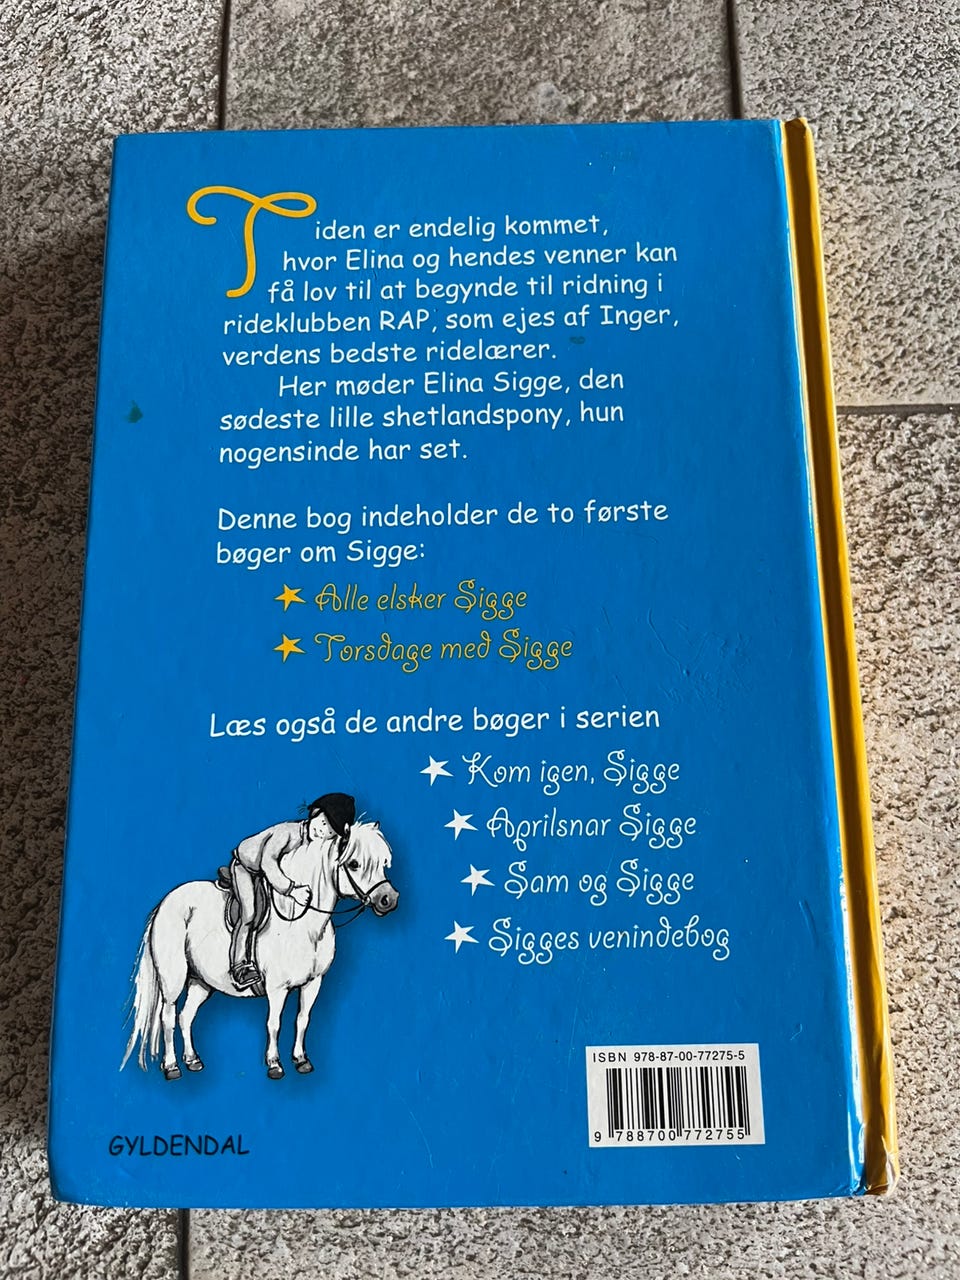 Tiden er endelig kommet,
hvor Elina og hendes venner kan
få lov til at begynde til ridning i
rideklubben RAP, som ejes af Inger,
verdens bedste ridelærer.
Her møder Elina Sigge, den
sødeste lille shetlandspony, hun
nogensinde har set.
Denne bog indeholder de to første
bøger om Sigge:
Alle elsker Sigge
Torsdage med Sigge
Læs også de andre bøger i serien
Kom igen, Sigge
Aprilsnar Sigge
Sam og Sigge
Sigges venindebog
ISBN 978-87-00-77275-5
9 788700 772755
GYLDENDAL